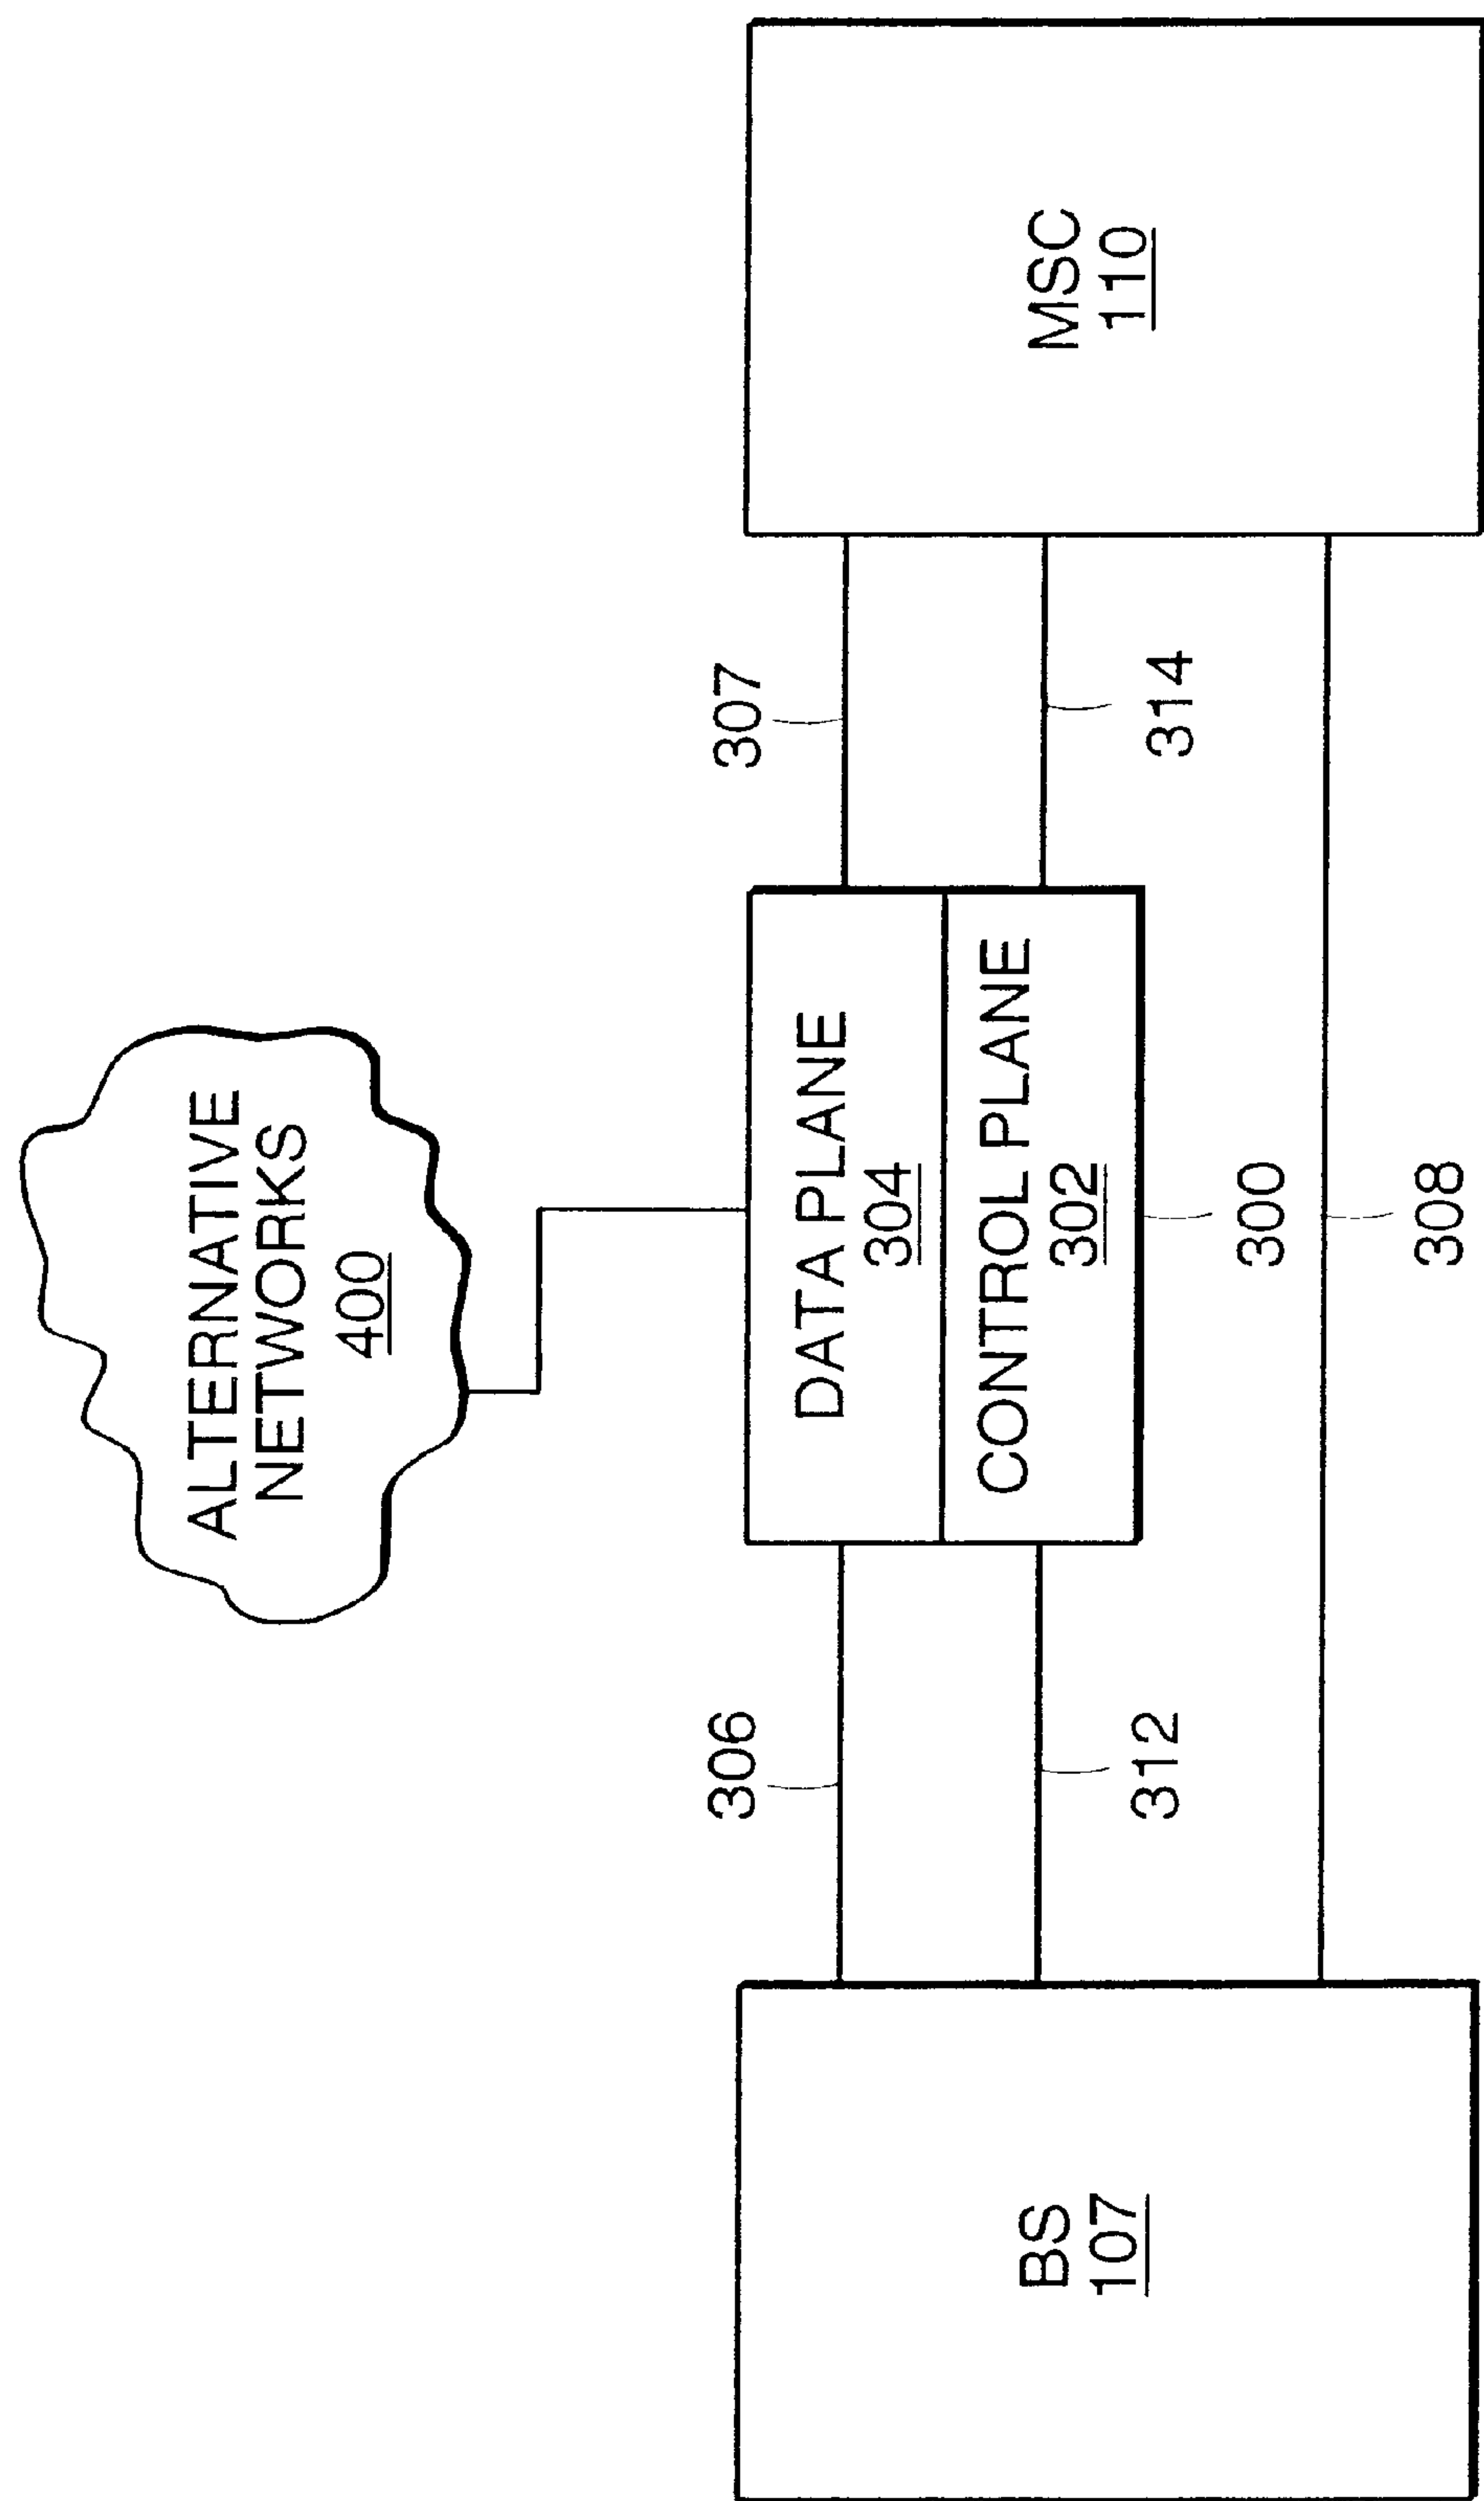 ALTERNATIVE
NETWORKS
400
306
307
DATA PLANE
304
BS
107
CONTROL PLANE
302
MSC
110
312
314
300
308